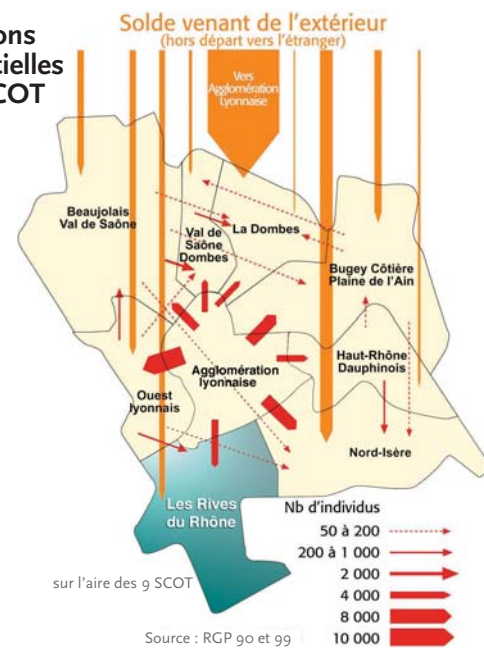 Solde venant de l'extérieur
(hors départ vers l'étranger)
ons
ielles
COT
Vers
Agglomération
Lyonnaise
Beaujolais
Val de Saône
Val de
Saône
Dombes
La Dombes
Bugey Côtière
Plaine de l'Ain
Agglomération
lyonnaise
Haut-Rhône
Dauphinois
Ouest
lyonnais
Nord-Isère
Les Rives
du Rhône
Nb d'individus
50 à 200
200 à 1 000
2 000
4 000
8 000
10 000
sur l'aire des 9 SCOT
Source : RGP 90 et 99